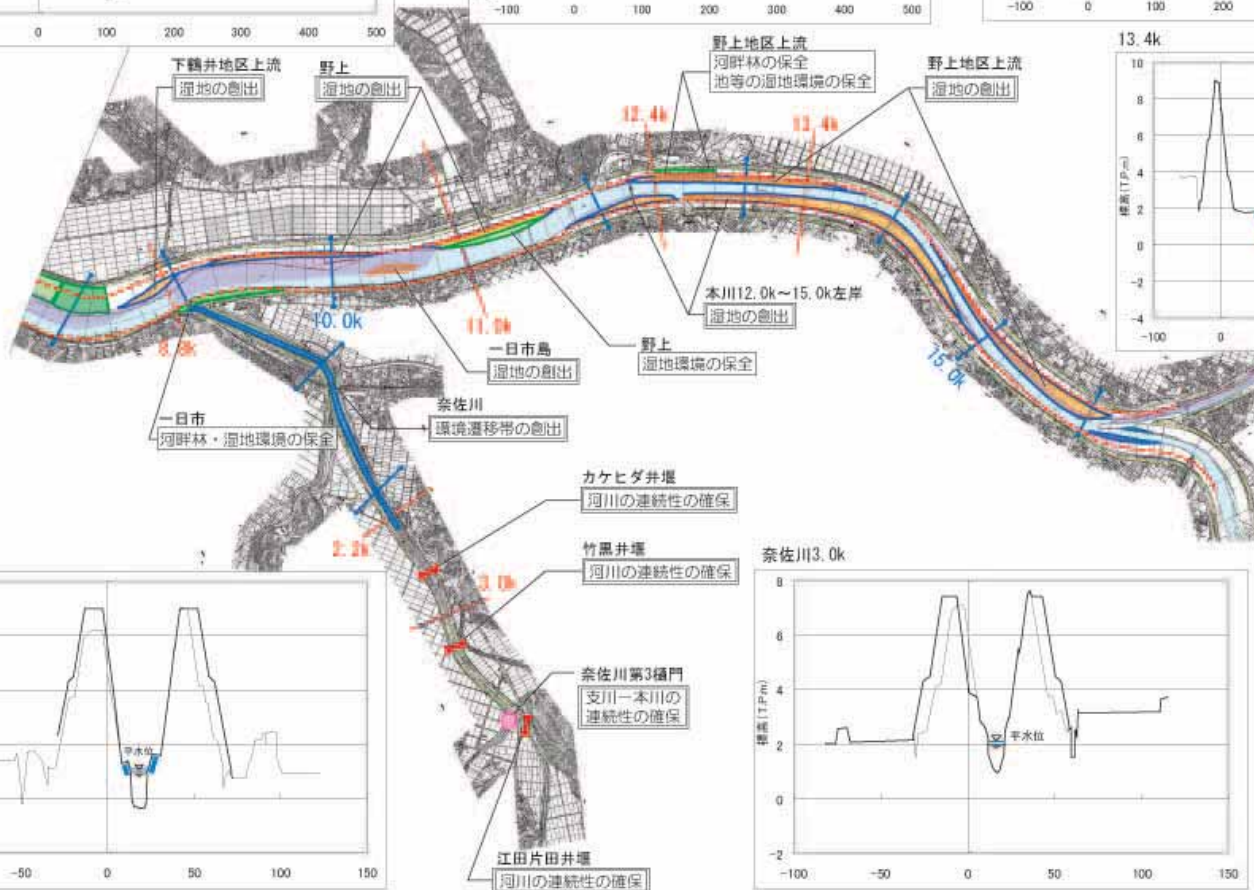 0 100 200 300 400 500
-100 0 100 200 300 400 500
-100 0 100 200
下鶴井地区上流
湿地の創出
野上
湿地の創出
野上地区上流
河畔林の保全
池等の湿地環境の保全
野上地区上流
湿地の創出
13.4k
12.4k
13.4k
10
8
6
4
2
0
-2
-4
標高(T.P.m)
-100 0
10.0k
11.0k
本川12.0k～15.0k左岸
湿地の創出
15.0k
一日市島
湿地の創出
野上
湿地環境の保全
一日市
河畔林・湿地環境の保全
奈佐川
環境遷移帯の創出
カケヒダ井堰
河川の連続性の確保
2.2k
竹黒井堰
河川の連続性の確保
3.0k
奈佐川第3樋門
支川－本川の
連続性の確保
江田片田井堰
河川の連続性の確保
平水位
-50 0 50 100 150
奈佐川3.0k
8
6
4
2
0
-2
標高(T.P.m)
平水位
-100 -50 0 50 100 150